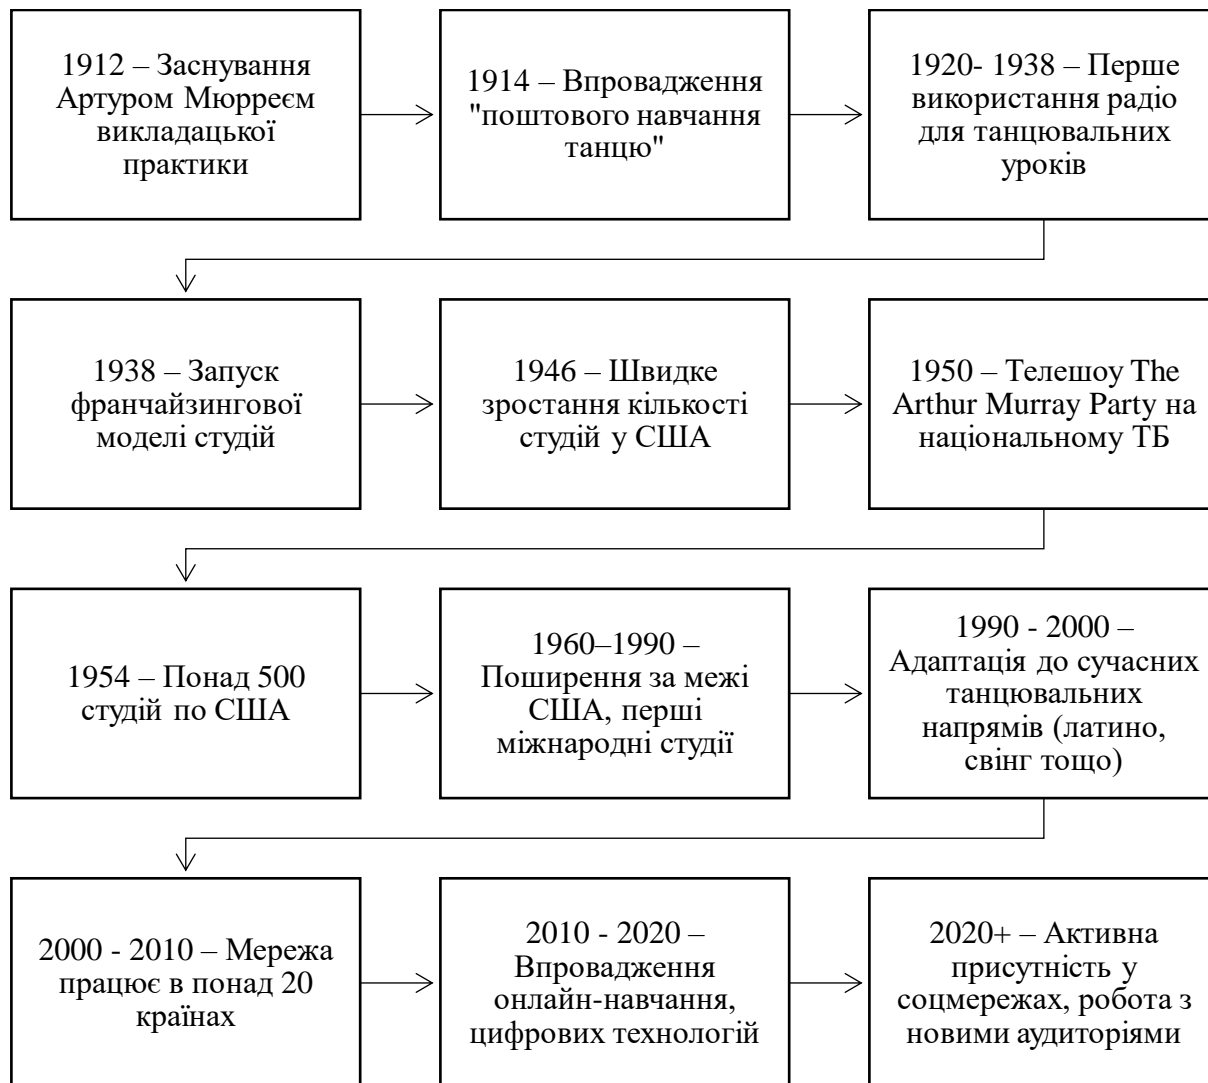 1912 – Заснування
Артуром Мюрреєм
викладацької
практики
1914 – Впровадження
"поштового навчання
танцю"
1920- 1938 – Перше
використання радіо
для танцювальних
уроків
1938 – Запуск
франчайзингової
моделі студій
1946 – Швидке
зростання кількості
студій у США
1950 – Телешоу The
Arthur Murray Party на
національному ТБ
1954 – Понад 500
студій по США
1960–1990 –
Поширення за межі
США, перші
міжнародні студії
1990 - 2000 –
Адаптація до сучасних
танцювальних
напрямів (латино,
свінг тощо)
2000 - 2010 – Мережа
працює в понад 20
країнах
2010 - 2020 –
Впровадження
онлайн-навчання,
цифрових технологій
2020+ – Активна
присутність у
соцмережах, робота з
новими аудиторіями